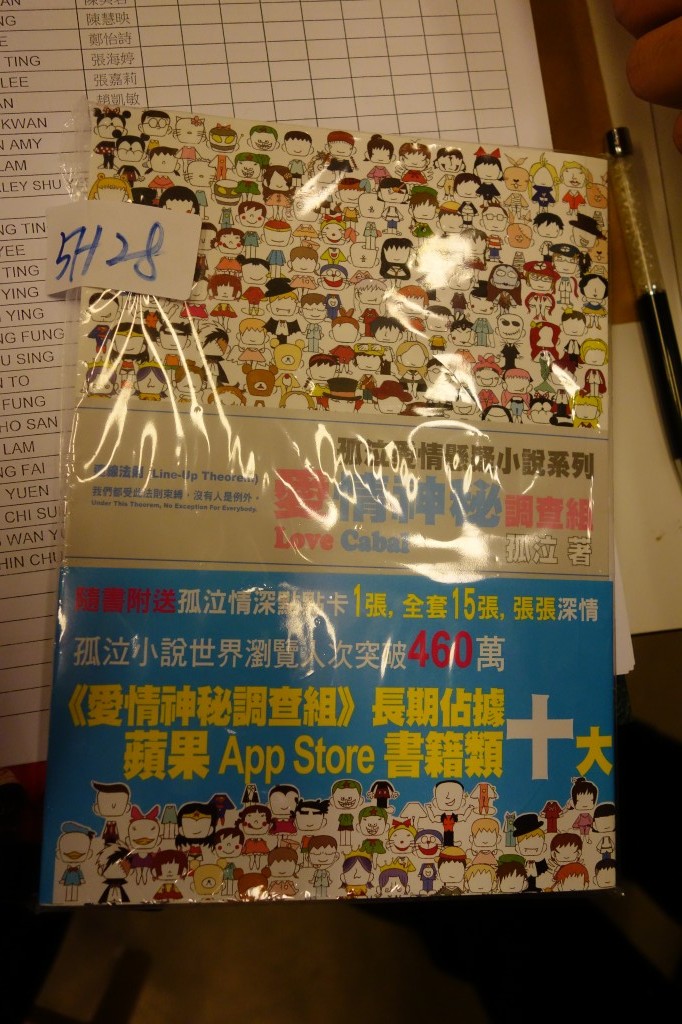 陳慧映
鄭怡詩
TING 張海婷
LEE 張嘉莉
AN 趙凱敏
KWAN
AN AMY
LAM
LEY SHU
NG TIN
YEE
TING
YING
YING
NG FUNG
U SING
N TO
FUNG
HO SAN
LAM
NG FAI
YUEN
CHI SU
WAN Y
HIN CHU
5H28
孤泣愛情懸疑小說系列
(Line-Up Theorem)
我們都受此法則束縛，沒有人是例外。
Under This Theorem, No Exception For Everybody.
愛情神秘調查組
Love Cabal
孤泣 著
隨書附送孤泣情深點點卡1張, 全套15張, 張張深情
孤泣小說世界瀏覽人次突破460萬
《愛情神秘調查組》長期佔據
蘋果 App Store 書籍類十大